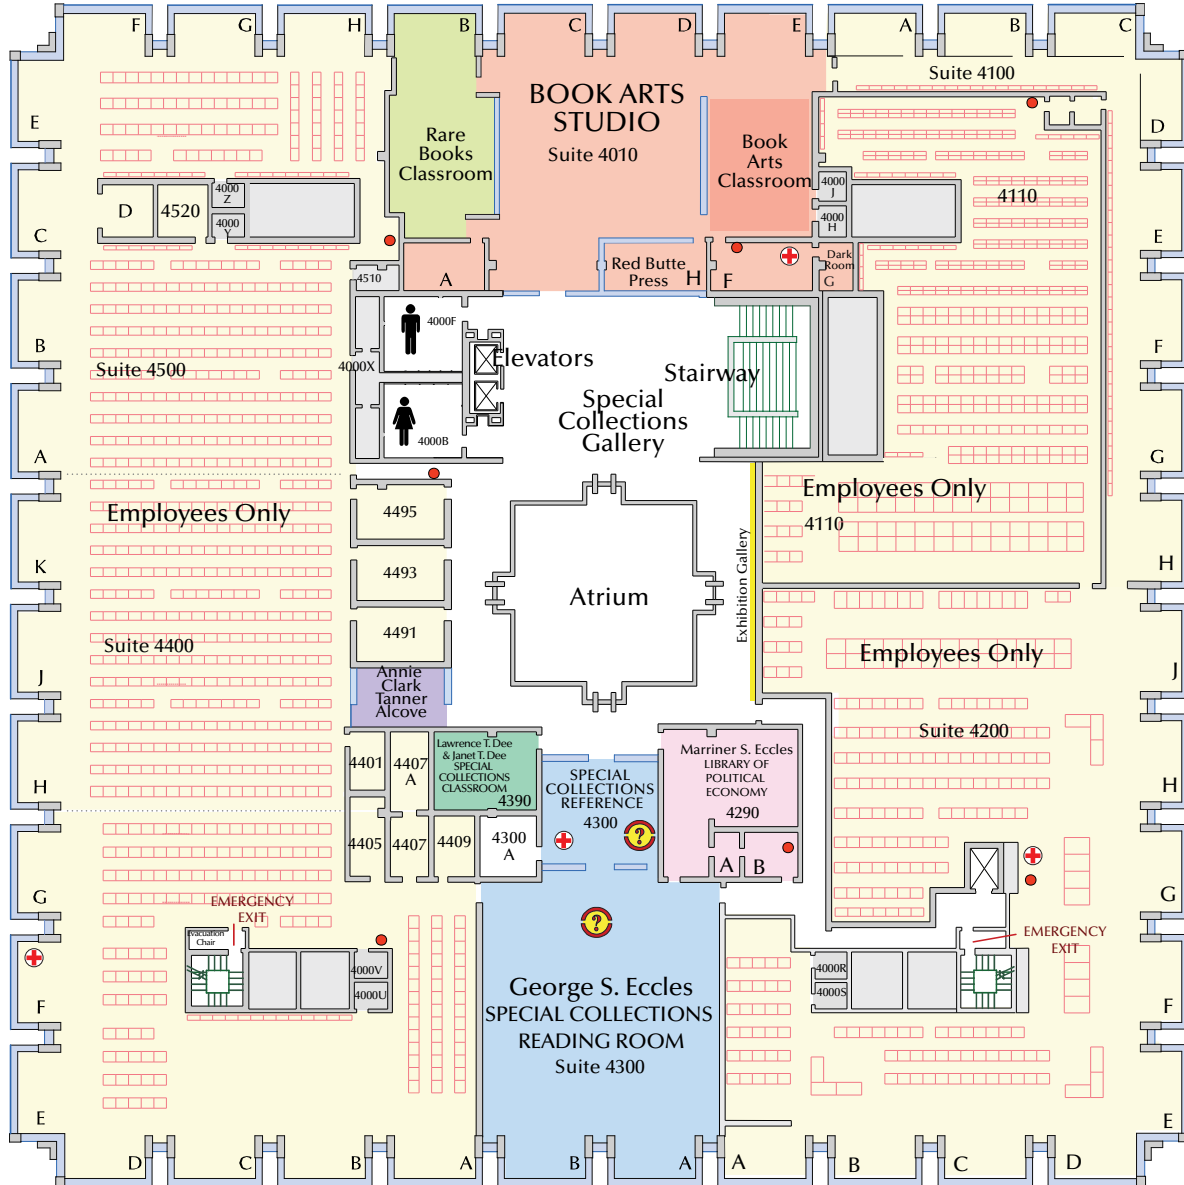 F
G
H
B
C
D
E
A
B
C
BOOK ARTS
STUDIO
Suite 4010
Rare
Books
Classroom
Book
Arts
Classroom
Suite 4100
E
D
4000
Z
4000
Y
D
4520
4000
J
4000
H
4110
C
E
4510
A
Red Butte
Press
H
F
Dark
Room
G
B
F
4000F
4000X
Elevators
Stairway
Suite 4500
Special
Collections
Gallery
4000B
A
G
Employees Only
4495
Employees Only
4110
K
4493
Atrium
Exhibition Gallery
H
Suite 4400
4491
Employees Only
J
Annie
Clark
Tanner
Alcove
J
Suite 4200
H
4401
4407
A
Lawrence T. Dee
& Janet T. Dee
SPECIAL
COLLECTIONS
CLASSROOM
4390
SPECIAL
COLLECTIONS
REFERENCE
4300
?
Marriner S. Eccles
LIBRARY OF
POLITICAL
ECONOMY
4290
H
4405
4407
4409
4300
A
A
B
G
EMERGENCY
EXIT
?
G
Evacuation
Chair
EMERGENCY
EXIT
F
4000V
4000U
George S. Eccles
SPECIAL COLLECTIONS
READING ROOM
Suite 4300
4000R
4000S
F
E
E
D
C
B
A
B
A
A
B
C
D